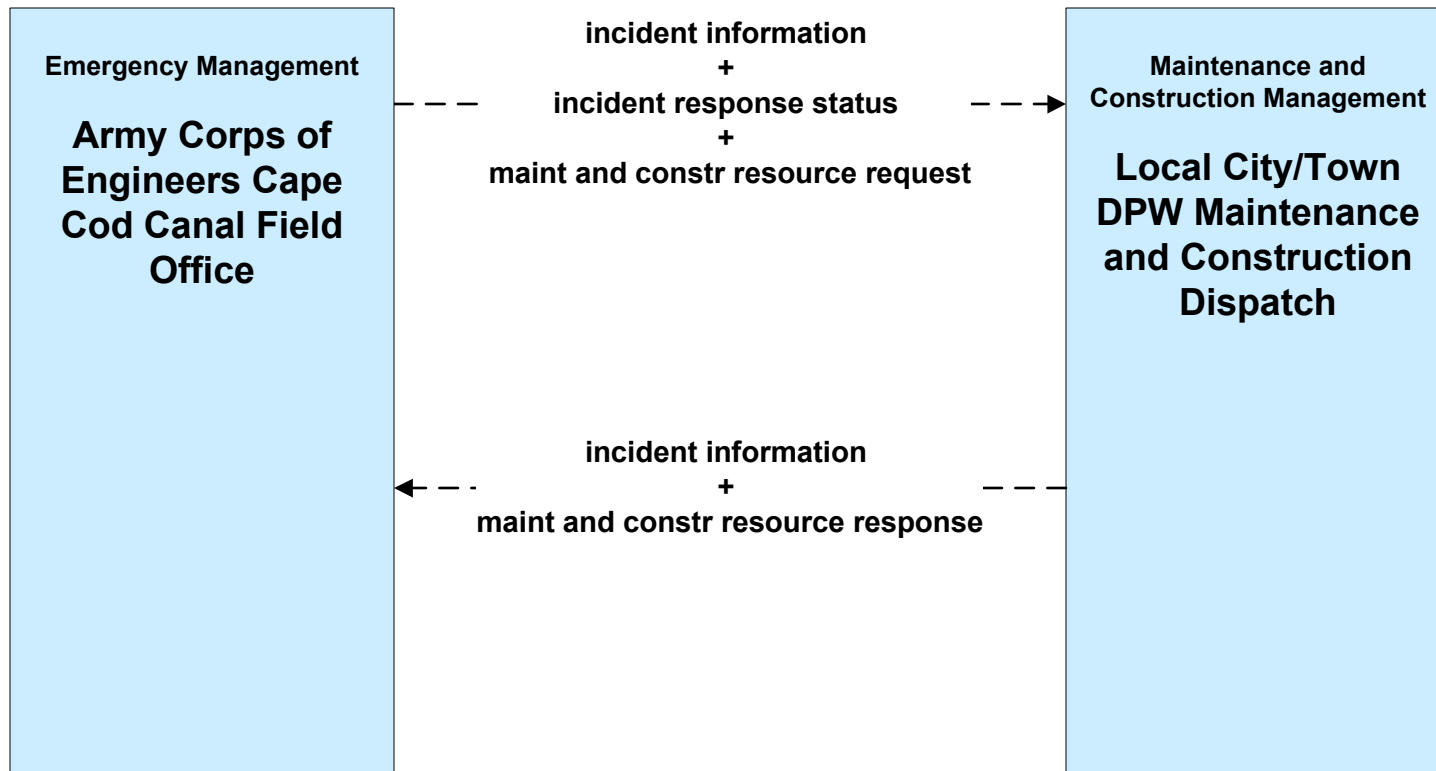 Emergency Management
Army Corps of
Engineers Cape
Cod Canal Field
Office
incident information
+
incident response status
+
maint and constr resource request
Maintenance and
Construction Management
Local City/Town
DPW Maintenance
and Construction
Dispatch
incident information
+
maint and constr resource response